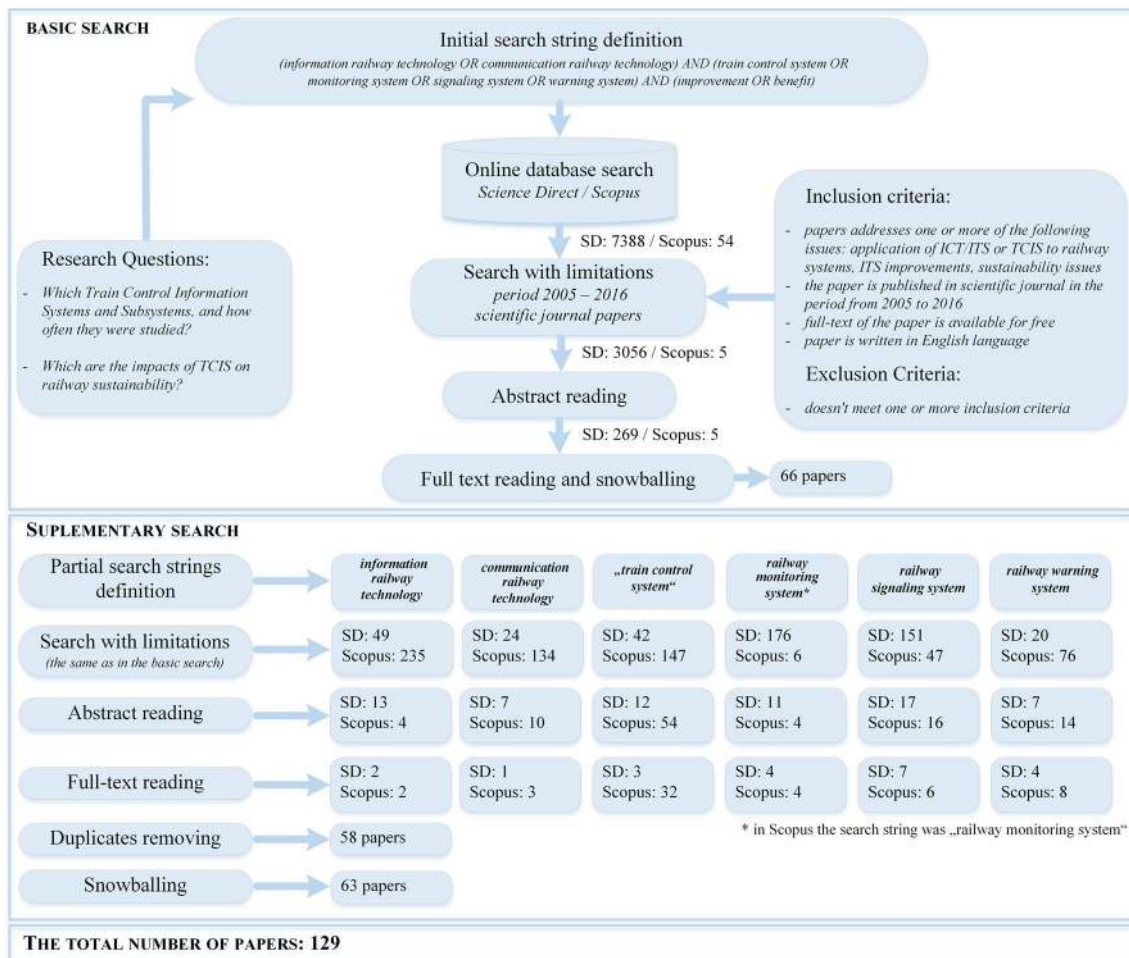 BASIC SEARCH
Initial search string definition
(information railway technology OR communication railway technology) AND (train control system OR
monitoring system OR signaling system OR warning system) AND (improvement OR benefit)
Online database search
Science Direct / Scopus
SD: 7388 / Scopus: 54
Search with limitations
period 2005 – 2016
scientific journal papers
SD: 3056 / Scopus: 5
Abstract reading
SD: 269 / Scopus: 5
Full text reading and snowballing
66 papers
Research Questions:
- Which Train Control Information
Systems and Subsystems, and how
often they were studied?
- Which are the impacts of TCIS on
railway sustainability?
Inclusion criteria:
- papers addresses one or more of the following
issues: application of ICT/ITS or TCIS to railway
systems, ITS improvements, sustainability issues
- the paper is published in scientific journal in the
period from 2005 to 2016
- full-text of the paper is available for free
- paper is written in English language
Exclusion Criteria:
- doesn't meet one or more inclusion criteria
SUPLEMENTARY SEARCH
Partial search strings
definition
information
railway
technology
communication
railway
technology
„train control
system“
railway
monitoring
system*
railway
signaling system
railway warning
system
Search with limitations
(the same as in the basic search)
SD: 49
Scopus: 235
SD: 24
Scopus: 134
SD: 42
Scopus: 147
SD: 176
Scopus: 6
SD: 151
Scopus: 47
SD: 20
Scopus: 76
Abstract reading
SD: 13
Scopus: 4
SD: 7
Scopus: 10
SD: 12
Scopus: 54
SD: 11
Scopus: 4
SD: 17
Scopus: 16
SD: 7
Scopus: 14
Full-text reading
SD: 2
Scopus: 2
SD: 1
Scopus: 3
SD: 3
Scopus: 32
SD: 4
Scopus: 4
SD: 7
Scopus: 6
SD: 4
Scopus: 8
Duplicates removing
58 papers
* in Scopus the search string was „railway monitoring system“
Snowballing
63 papers
THE TOTAL NUMBER OF PAPERS: 129